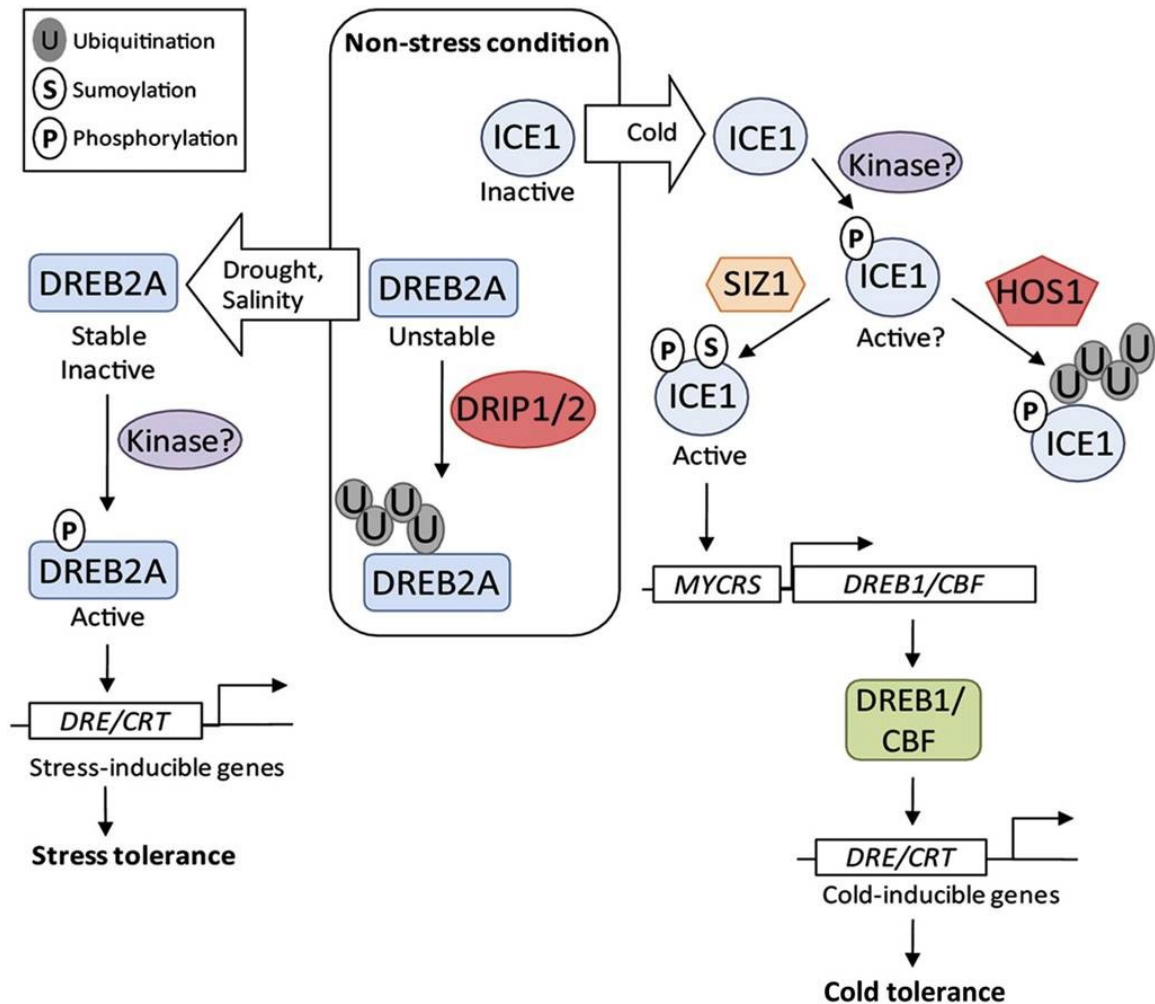 U Ubiquitination
S Sumoylation
P Phosphorylation
Non-stress condition
ICE1
Inactive
Cold
ICE1
Kinase?
P
ICE1
Active?
SIZ1
HOS1
P S
ICE1
Active
U U U U
P
ICE1
Drought,
Salinity
DREB2A
Unstable
DREB2A
Stable
Inactive
DRIP1/2
Kinase?
U U U U
DREB2A
P
DREB2A
Active
DRE/CRT
Stress-inducible genes
Stress tolerance
MYCRS DREB1/CBF
DREB1/
CBF
DRE/CRT
Cold-inducible genes
Cold tolerance